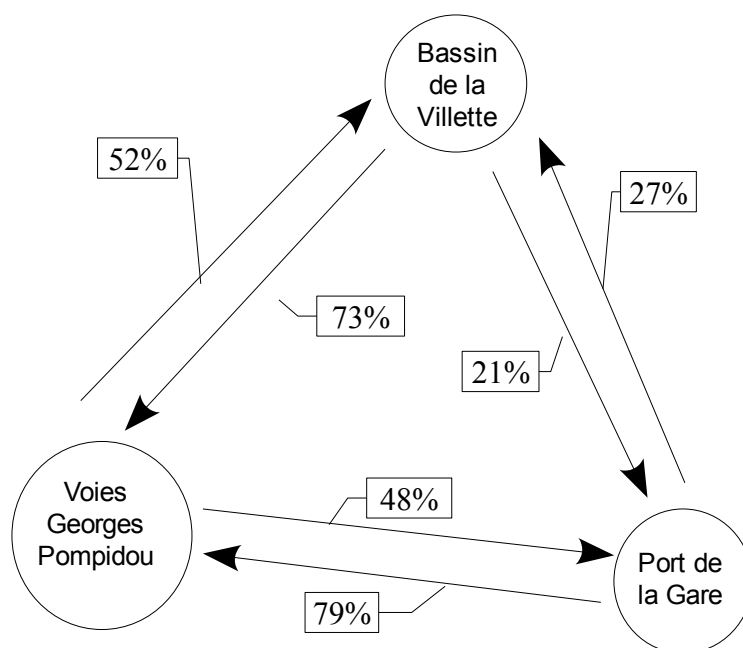 Bassin
de la
Villette
52%
27%
73%
21%
Voies
Georges
Pompidou
48%
Port de
la Gare
79%